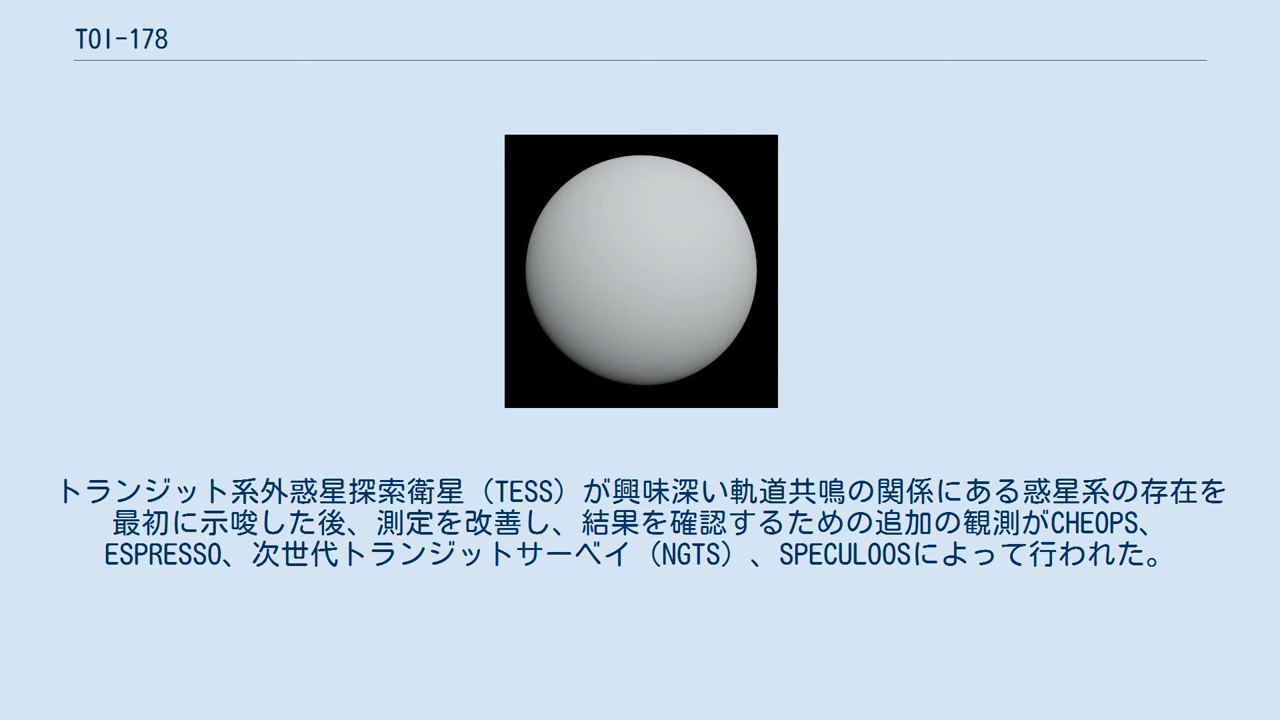 TOI-178
トランジット系外惑星探索衛星（TESS）が興味深い軌道共鳴の関係にある惑星系の存在を
最初に示唆した後、測定を改善し、結果を確認するための追加の観測がCHEOPS、
ESPRESSO、次世代トランジットサーベイ（NGTS）、SPECULOOSによって行われた。